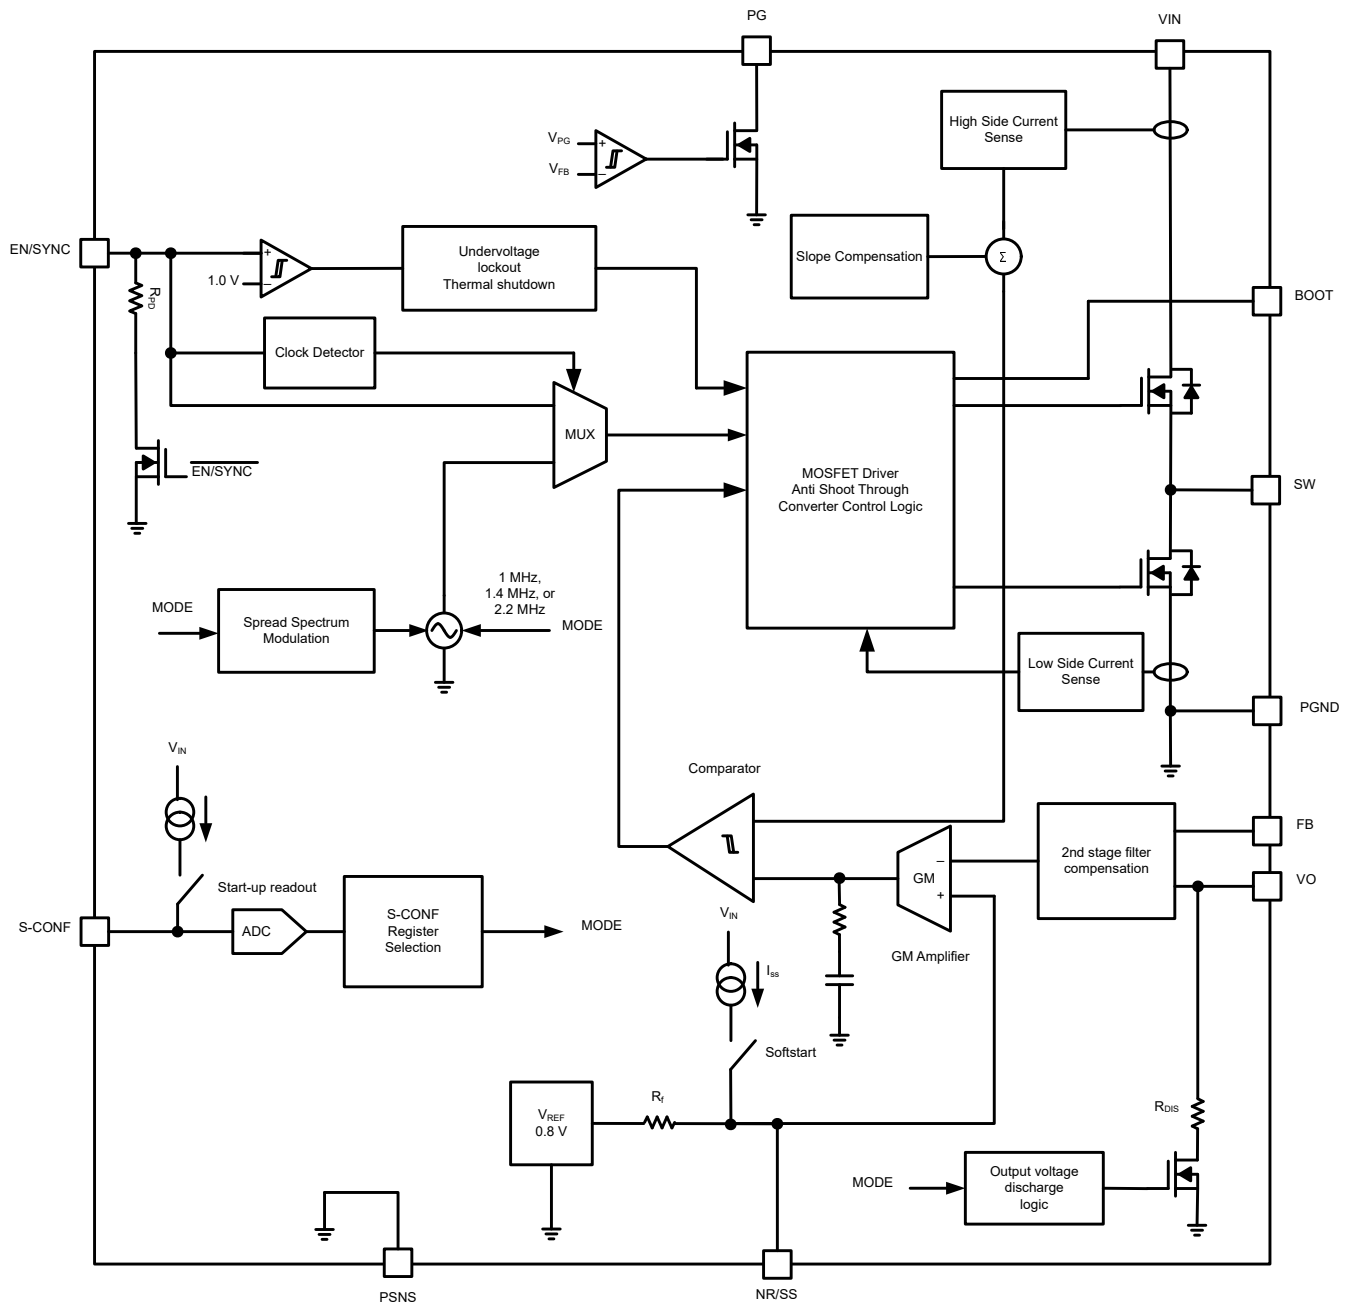 PG
VIN
High Side Current
Sense
VPG
+
VFB
–
EN/SYNC
+
1.0 V
–
Undervoltage
lockout
Thermal shutdown
Slope Compensation
Σ
RPD
BOOT
Clock Detector
MUX
EN/SYNC
MOSFET Driver
Anti Shoot Through
Converter Control Logic
SW
1 MHz,
1.4 MHz, or
2.2 MHz
MODE
Spread Spectrum
Modulation
MODE
Low Side Current
Sense
PGND
VIN
Comparator
FB
2nd stage filter
compensation
–
GM
+
VO
Start-up readout
S-CONF
ADC
S-CONF
Register
Selection
MODE
VIN
GM Amplifier
Iss
Softstart
VREF
0.8 V
Rf
RDIS
MODE
Output voltage
discharge
logic
PSNS
NR/SS